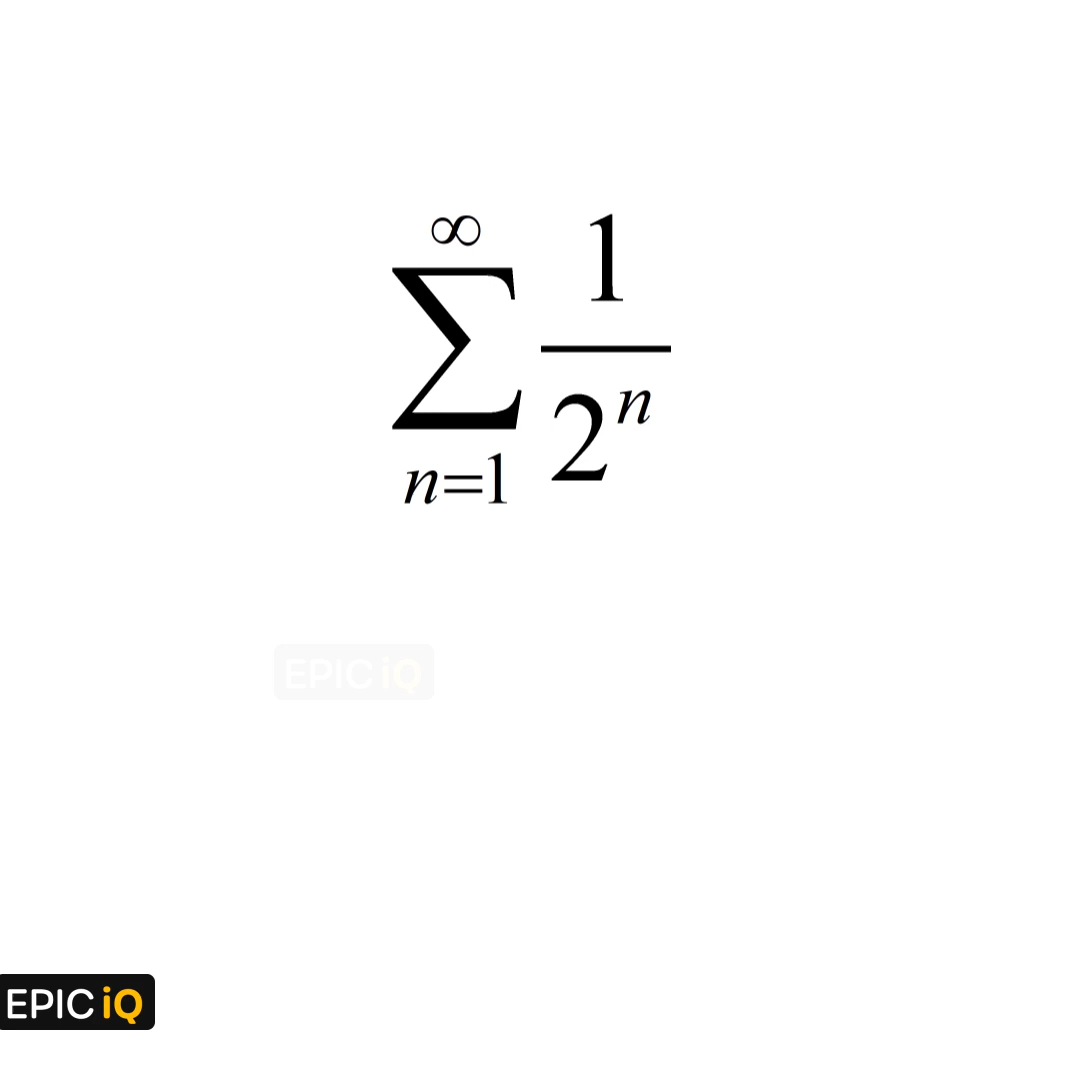 ∞
∑ 1/2ⁿ
n=1
EPIC iQ
EPIC iQ